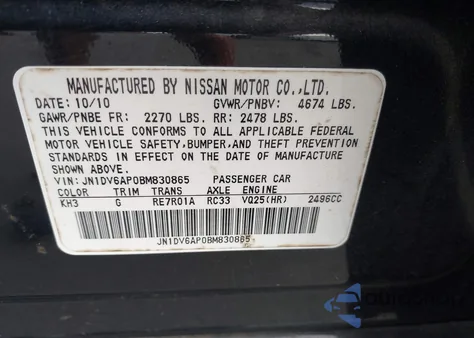 MANUFACTURED BY NISSAN MOTOR CO.,LTD.
DATE: 10/10 GVWR/PNBV: 4674 LBS.
GAWR/PNBE FR: 2270 LBS. RR: 2478 LBS.
THIS VEHICLE CONFORMS TO ALL APPLICABLE FEDERAL
MOTOR VEHICLE SAFETY, BUMPER, AND THEFT PREVENTION
STANDARDS IN EFFECT ON THE DATE OF MANUFACTURE
SHOWN ABOVE.
VIN: JN1DV6AP0BM830865 PASSENGER CAR
COLOR TRIM TRANS AXLE ENGINE
KH3 G RE7R01A RC33 VQ25(HR) 2496CC
JN1DV6AP0BM830865